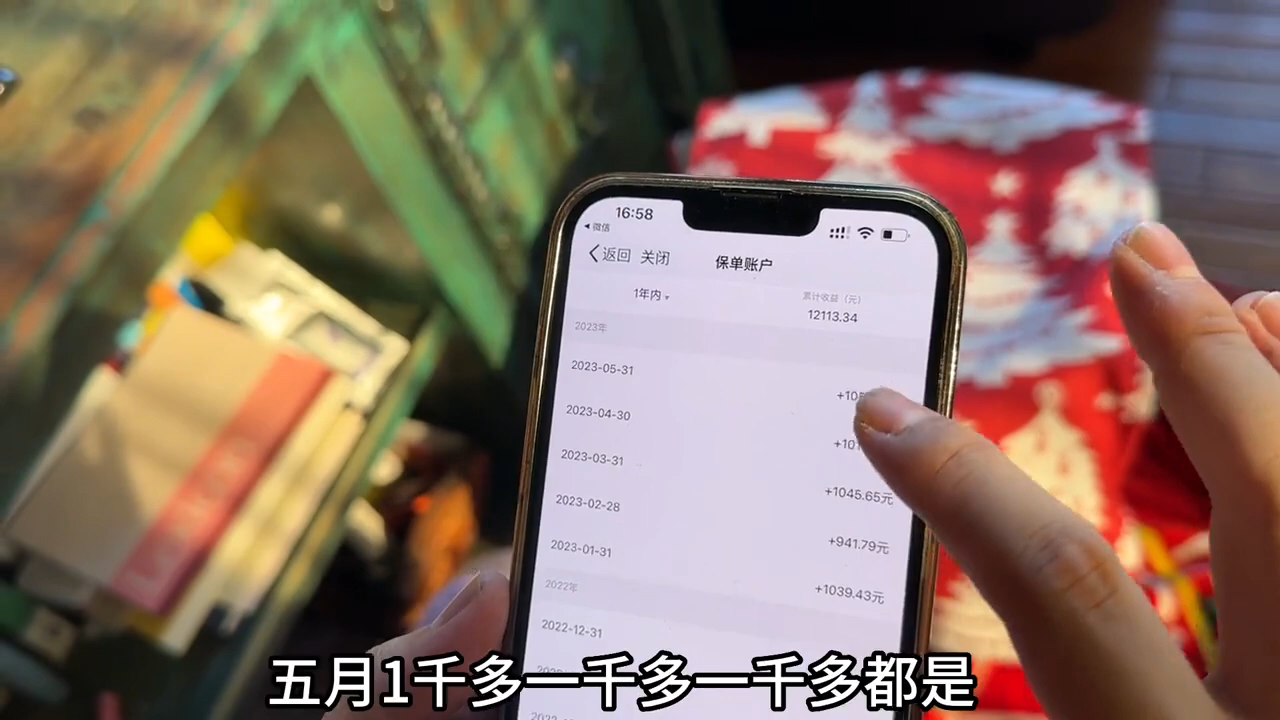 16:58
微信
返回 关闭 保单账户
1年内
累计收益（元）
12113.34
2023年
2023-05-31
2023-04-30
2023-03-31 +1045.65元
2023-02-28 +941.79元
2023-01-31 +1039.43元
2022年
2022-12-31
五月1千多一千多一千多都是